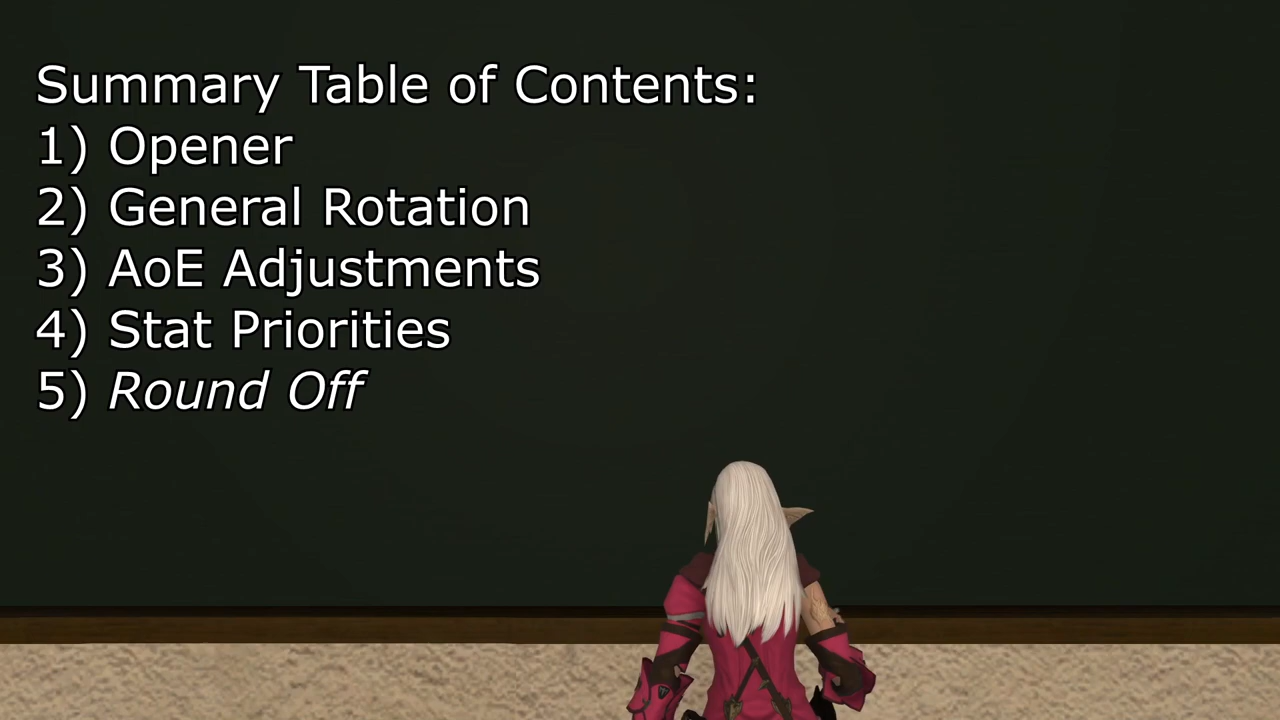 Summary Table of Contents:
1) Opener
2) General Rotation
3) AoE Adjustments
4) Stat Priorities
5) Round Off